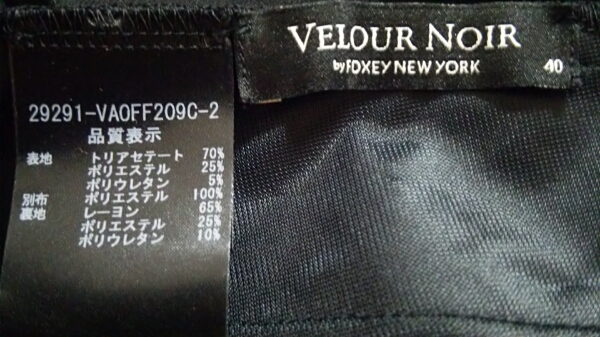 29291-VA0FF209C-2
品質表示
表地 トリアセテート 70%
ポリエステル 25%
ポリウレタン 5%
別布 ポリエステル 100%
裏地 レーヨン 65%
ポリエステル 25%
ポリウレタン 10%
VELOUR NOIR
by FOXEY NEW YORK 40